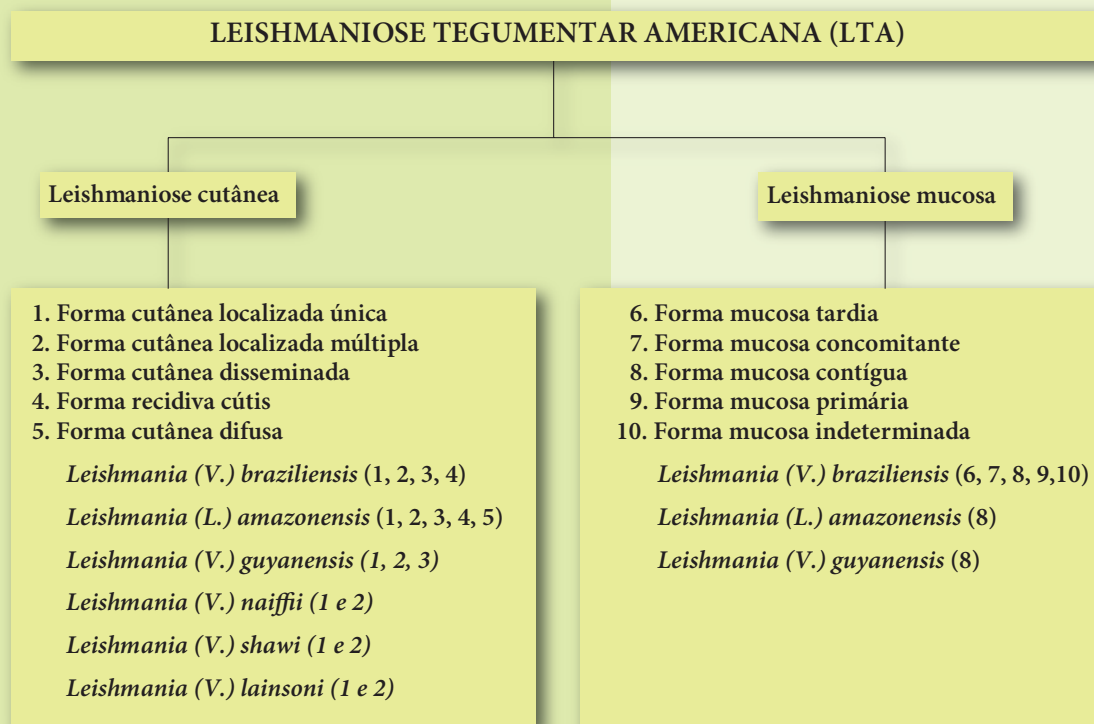 LEISHMANIOSE TEGUMENTAR AMERICANA (LTA)
Leishmaniose cutânea
1. Forma cutânea localizada única
2. Forma cutânea localizada múltipla
3. Forma cutânea disseminada
4. Forma recidiva cútis
5. Forma cutânea difusa
Leishmania (V.) braziliensis (1, 2, 3, 4)
Leishmania (L.) amazonensis (1, 2, 3, 4, 5)
Leishmania (V.) guyanensis (1, 2, 3)
Leishmania (V.) naiffii (1 e 2)
Leishmania (V.) shawi (1 e 2)
Leishmania (V.) lainsoni (1 e 2)
Leishmaniose mucosa
6. Forma mucosa tardia
7. Forma mucosa concomitante
8. Forma mucosa contígua
9. Forma mucosa primária
10. Forma mucosa indeterminada
Leishmania (V.) braziliensis (6, 7, 8, 9,10)
Leishmania (L.) amazonensis (8)
Leishmania (V.) guyanensis (8)